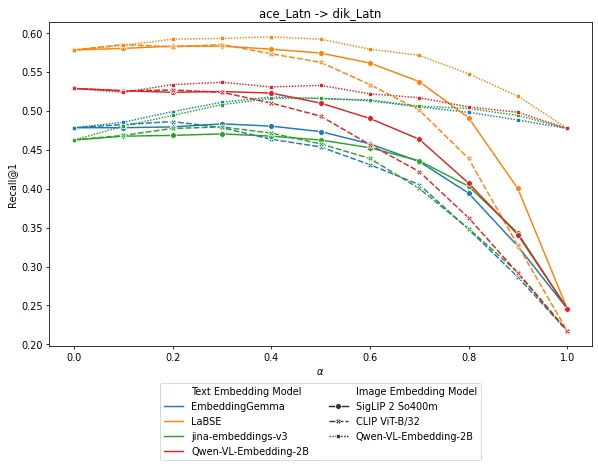 ace_Latn -> dik_Latn
Recall@1
0.60
0.55
0.50
0.45
0.40
0.35
0.30
0.25
0.20
0.0
0.2
0.4
0.6
0.8
1.0
α
Text Embedding Model
EmbeddingGemma
LaBSE
jina-embeddings-v3
Qwen-VL-Embedding-2B
Image Embedding Model
SigLIP 2 So400m
CLIP ViT-B/32
Qwen-VL-Embedding-2B